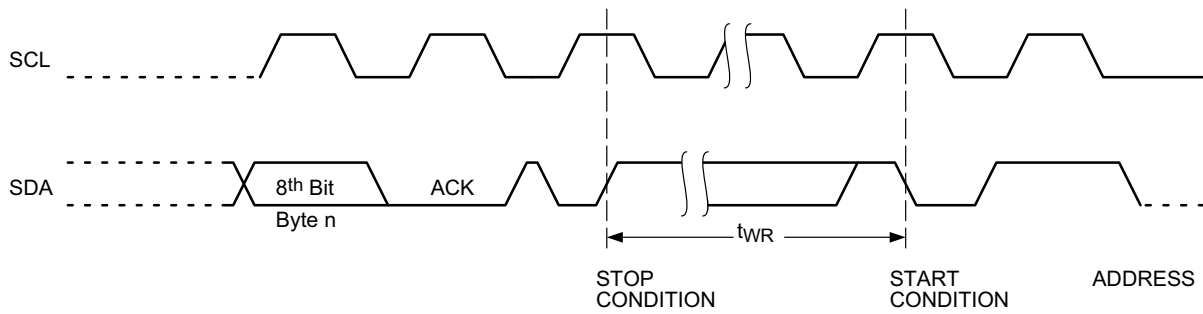 SCL
SDA
8th Bit
Byte n
ACK
tWR
STOP
CONDITION
START
CONDITION
ADDRESS